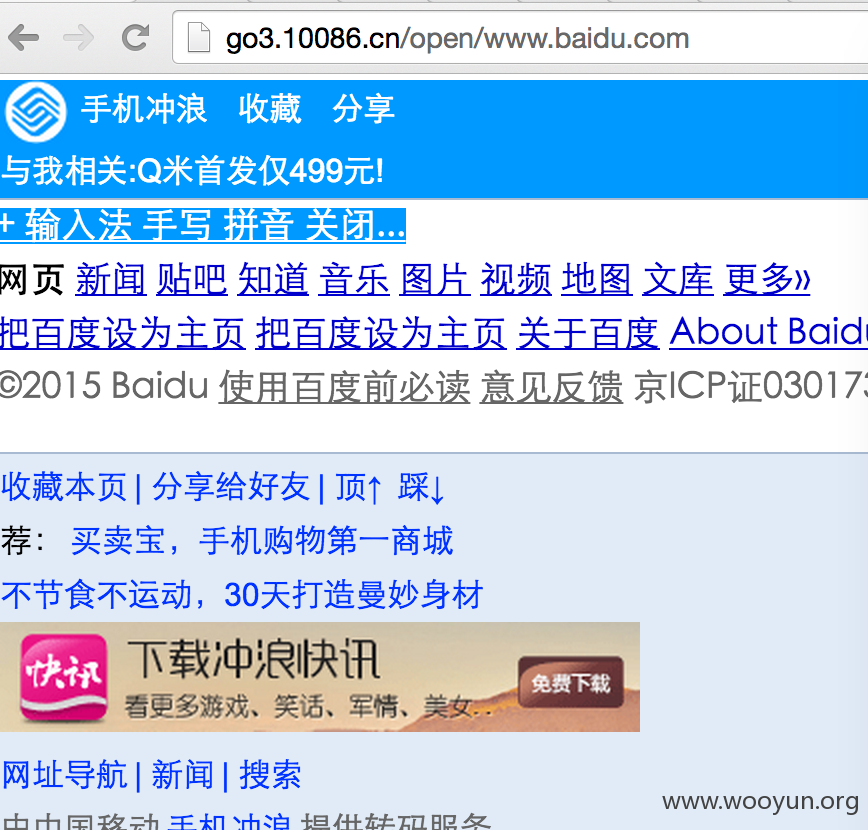 go3.10086.cn/open/www.baidu.com
手机冲浪 收藏 分享
与我相关:Q米首发仅499元!
+ 输入法 手写 拼音 关闭...
网页 新闻 贴吧 知道 音乐 图片 视频 地图 文库 更多»
把百度设为主页 把百度设为主页 关于百度 About Baidu
©2015 Baidu 使用百度前必读 意见反馈 京ICP证030173
收藏本页 | 分享给好友 | 顶↑ 踩↓
荐： 买卖宝，手机购物第一商城
不节食不运动，30天打造曼妙身材
快讯 下载冲浪快讯
看更多游戏、笑话、军情、美女... 免费下载
网址导航 | 新闻 | 搜索
由中国移动 手机冲浪 提供转码服务
www.wooyun.org